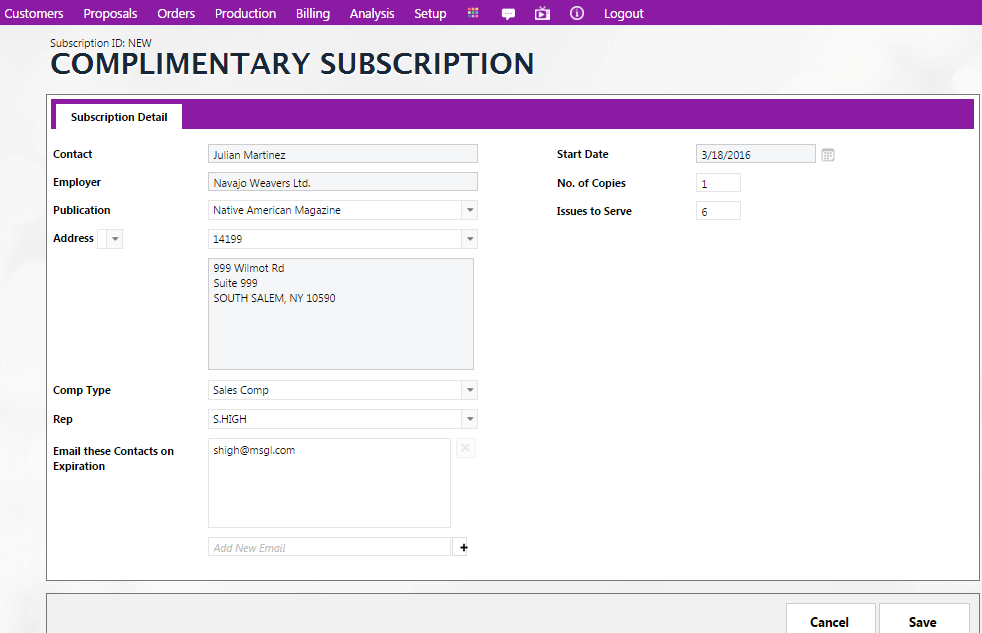 Customers Proposals Orders Production Billing Analysis Setup Logout
Subscription ID: NEW
COMPLIMENTARY SUBSCRIPTION
Subscription Detail
Contact Julian Martinez Start Date 3/18/2016
Employer Navajo Weavers Ltd. No. of Copies 1
Publication Native American Magazine Issues to Serve 6
Address 14199
999 Wilmot Rd
Suite 999
SOUTH SALEM, NY 10590
Comp Type Sales Comp
Rep S.HIGH
Email these Contacts on shigh@msgl.com
Expiration
Add New Email +
Cancel Save